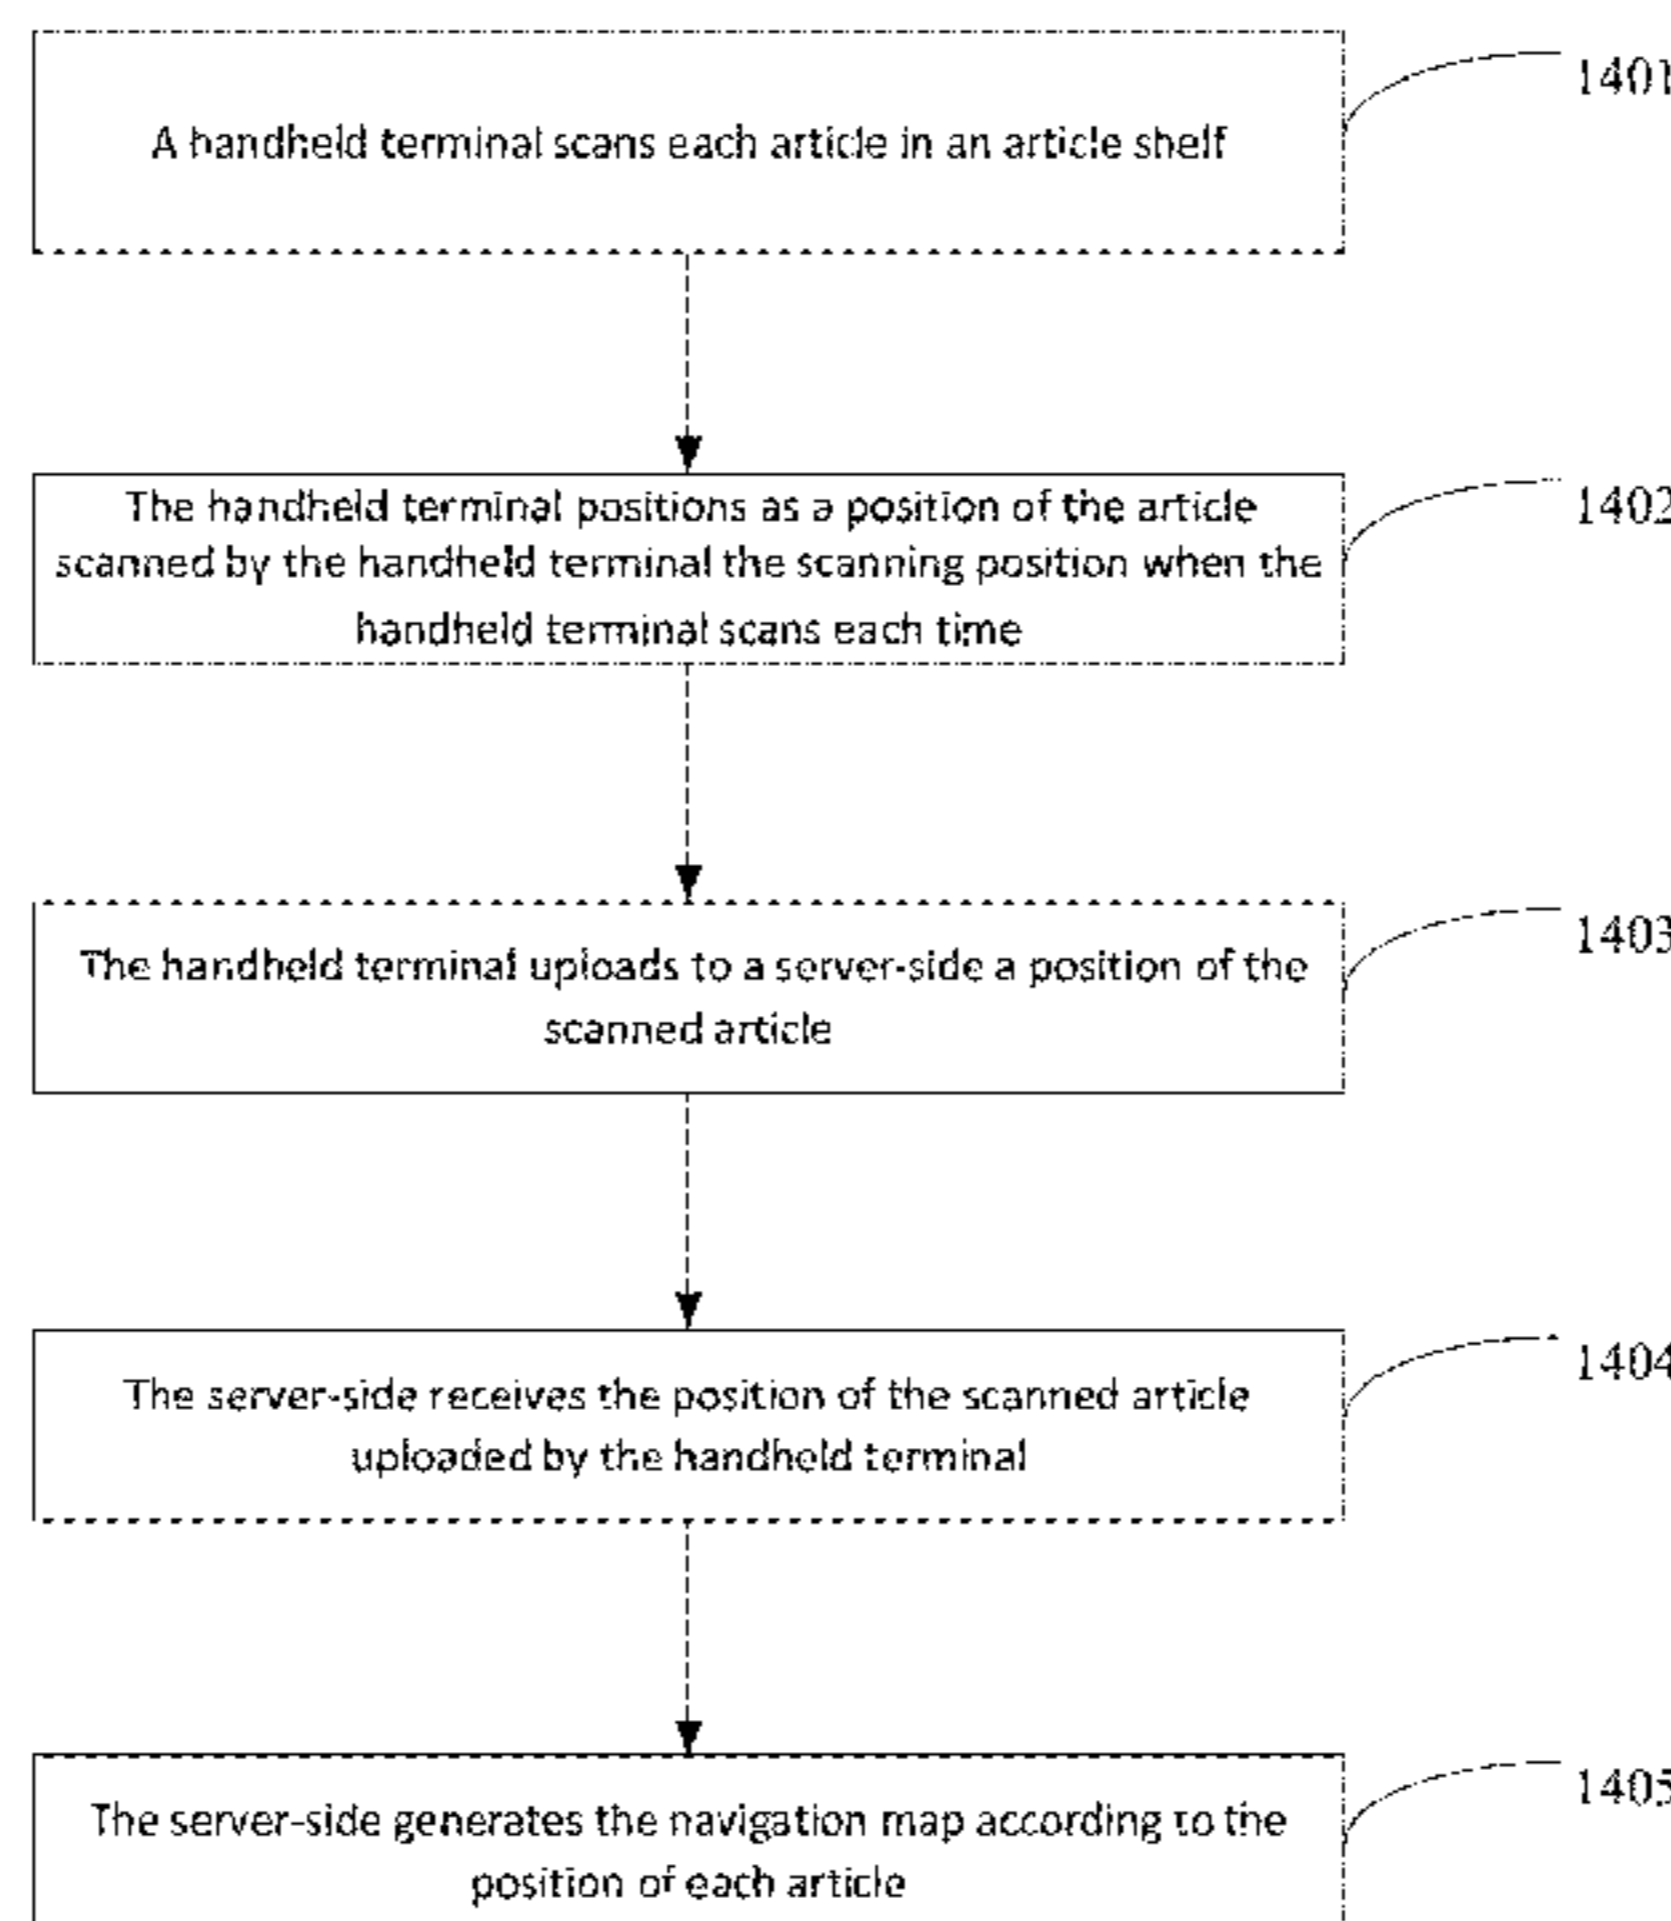 1401
A handheld terminal scans each article in an article shelf
The handheld terminal positions as a position of the article
1402
scanned by the handheld terminal the scanning position when the
handheld terminal scans each time
1403
The handheld terminal uploads to a server-side a position of the
scanned article
1404
The server-side receives the position of the scanned article
uploaded by the handheld terminal
1405
The server-side generates the navigation map according to the
position of each article